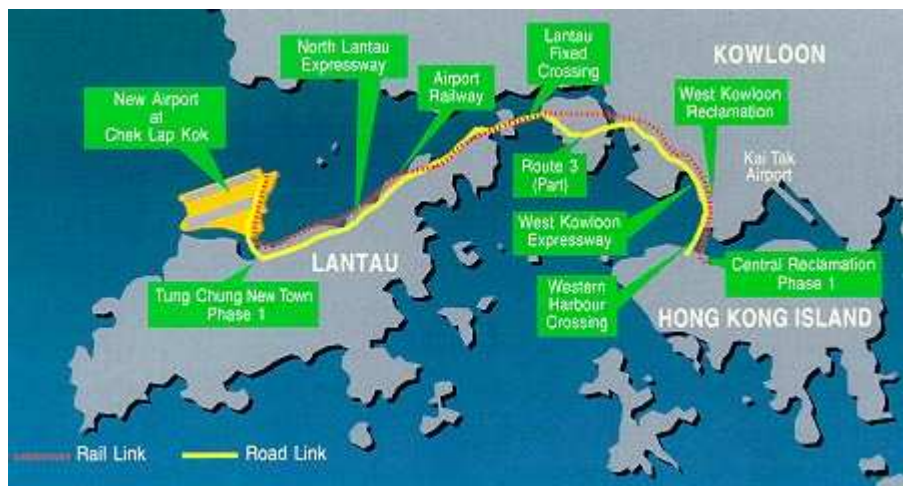 North Lantau
Expressway
Lantau
Fixed
Crossing
KOWLOON
New Airport
at
Chek Lap Kok
Airport
Railway
West Kowloon
Reclamation
Kai Tak
Airport
Route 3
(Part)
West Kowloon
Expressway
LANTAU
Tung Chung New Town
Phase 1
Western
Harbour
Crossing
Central Reclamation
Phase 1
HONG KONG ISLAND
Rail Link
Road Link